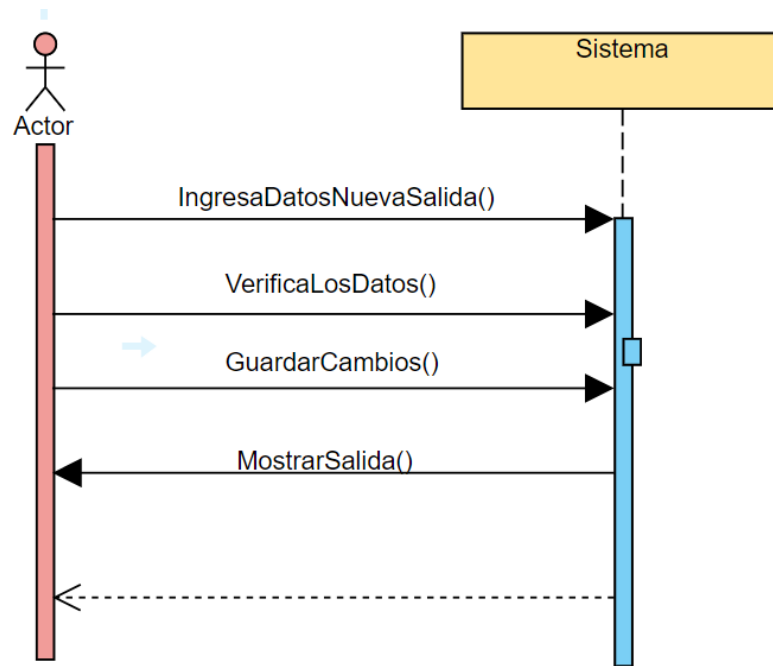 Sistema
Actor
IngresaDatosNuevaSalida()
VerificaLosDatos()
GuardarCambios()
MostrarSalida()